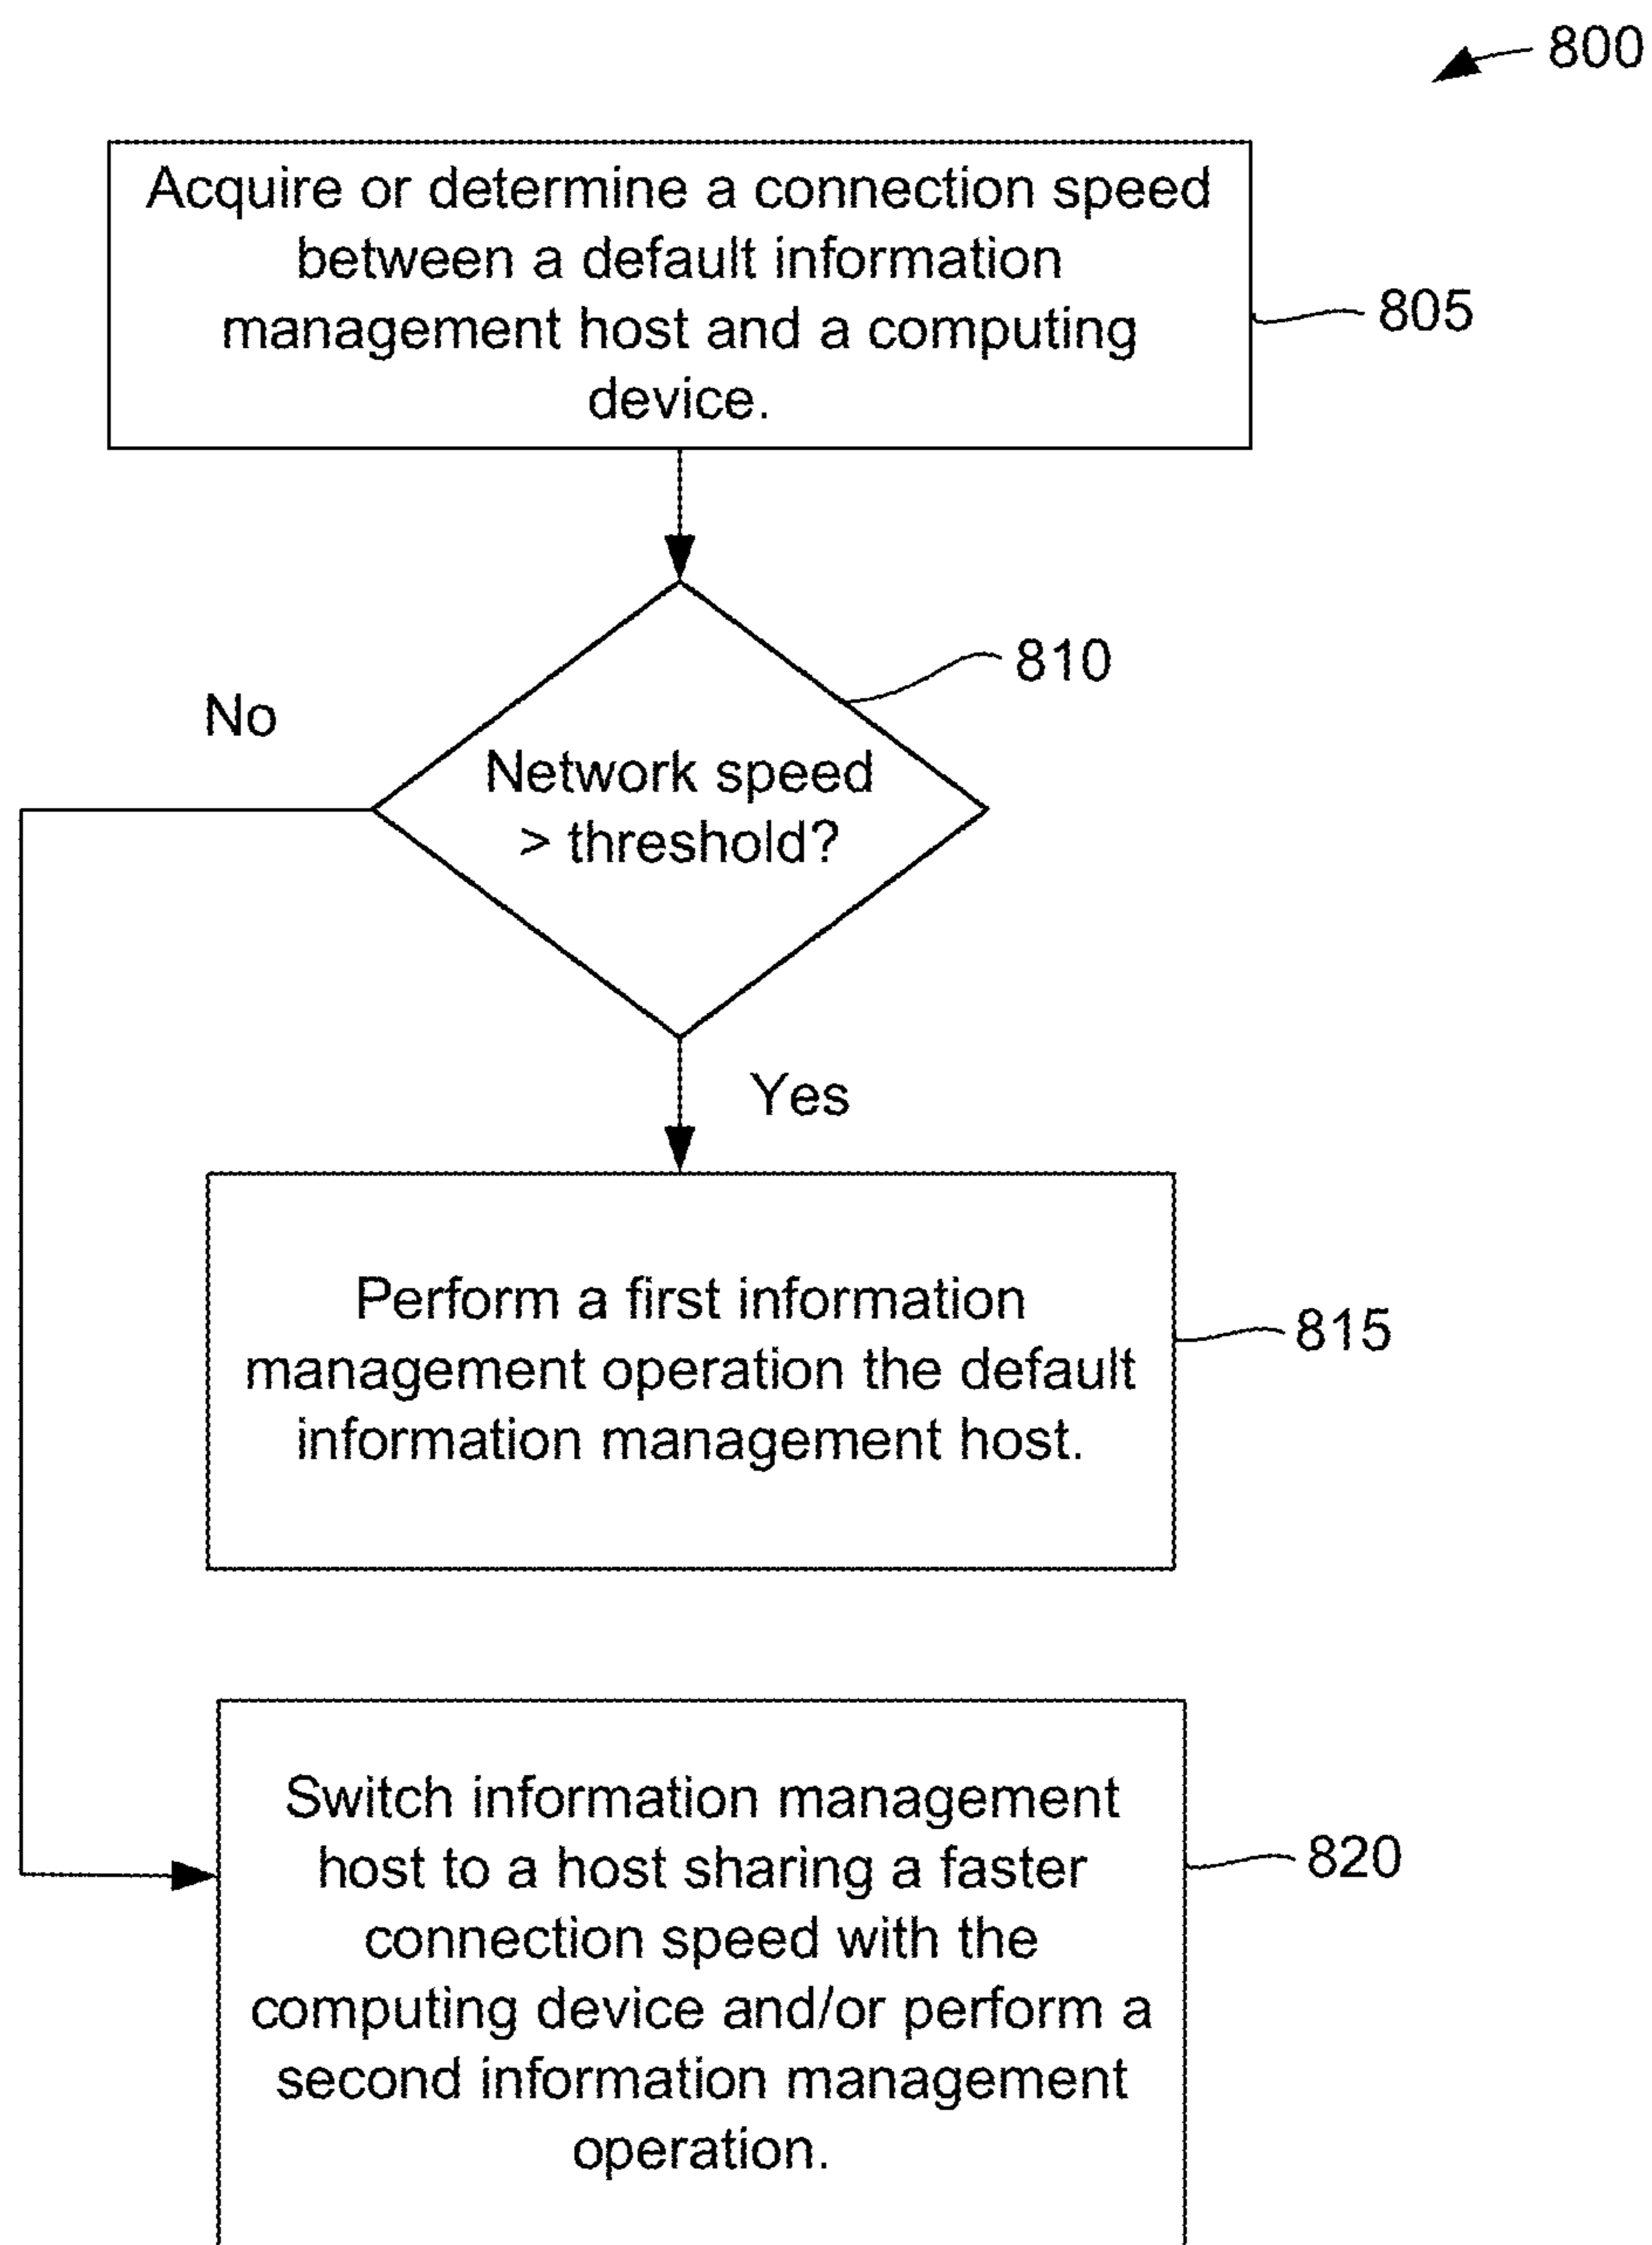 800
Acquire or determine a connection speed
between a default information
management host and a computing
device.
805
810
No
Network speed
> threshold?
Yes
Perform a first information
management operation the default
information management host.
815
Switch information management
host to a host sharing a faster
connection speed with the
computing device and/or perform a
second information management
operation.
820